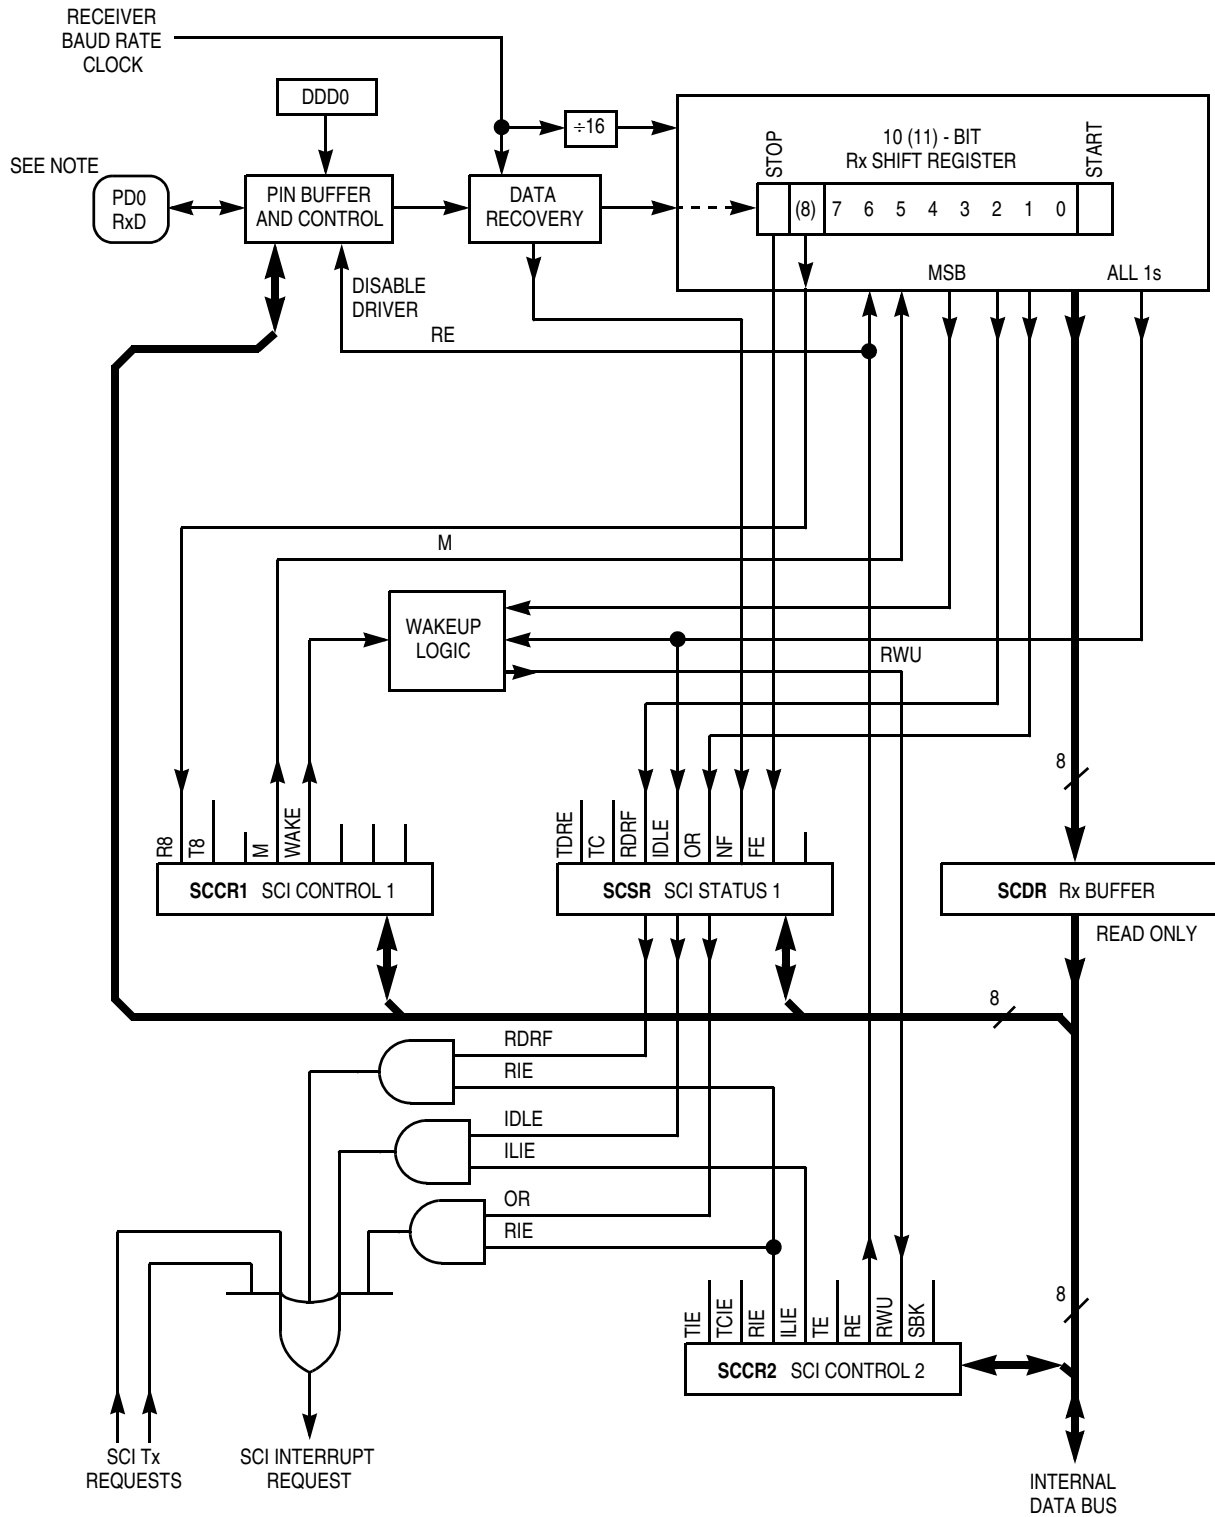 RECEIVER
BAUD RATE
CLOCK
DDD0
÷16
SEE NOTE
PD0
RxD
PIN BUFFER
AND CONTROL
DATA
RECOVERY
STOP
10 (11) - BIT
Rx SHIFT REGISTER
START
(8) 7 6 5 4 3 2 1 0
MSB
ALL 1s
DISABLE
DRIVER
RE
M
WAKEUP
LOGIC
RWU
8
R8
T8
M
WAKE
TDRE
TC
RDRF
IDLE
OR
NF
FE
SCCR1 SCI CONTROL 1
SCSR SCI STATUS 1
SCDR Rx BUFFER
READ ONLY
8
RDRF
RIE
IDLE
ILIE
OR
RIE
8
TIE
TCIE
RIE
ILIE
TE
RE
RWU
SBK
SCCR2 SCI CONTROL 2
SCI Tx
REQUESTS
SCI INTERRUPT
REQUEST
INTERNAL
DATA BUS